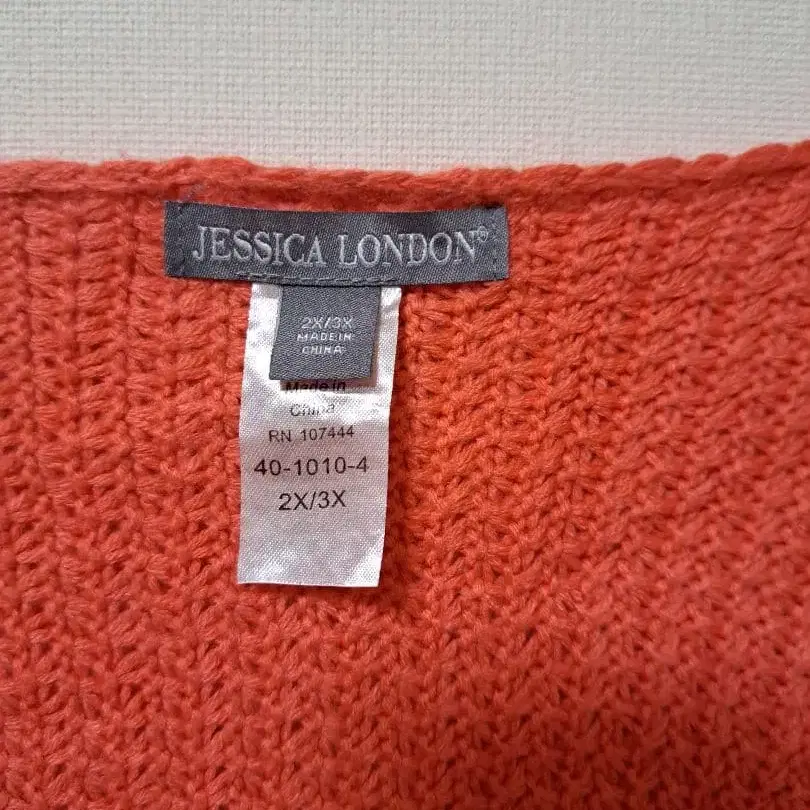 JESSICA LONDON®
2X/3X
MADE IN
CHINA
Made in
China
RN 107444
40-1010-4
2X/3X